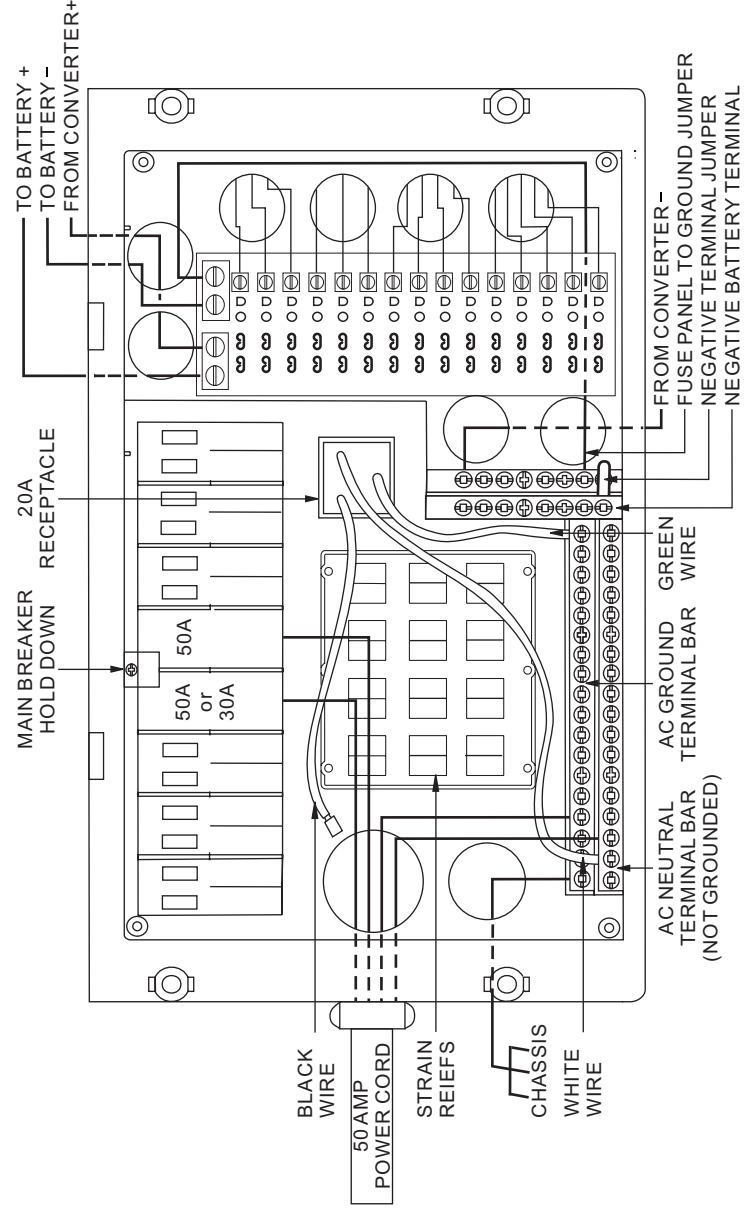 TO BATTERY +
TO BATTERY –
FROM CONVERTER+
20A
RECEPTACLE
MAIN BREAKER
HOLD DOWN
50A
50A
or
30A
FROM CONVERTER–
FUSE PANEL TO GROUND JUMPER
NEGATIVE TERMINAL JUMPER
NEGATIVE BATTERY TERMINAL
GREEN
WIRE
AC GROUND
TERMINAL BAR
AC NEUTRAL
TERMINAL BAR
(NOT GROUNDED)
BLACK
WIRE
50 AMP
POWER CORD
STRAIN
REIEFS
CHASSIS
WHITE
WIRE